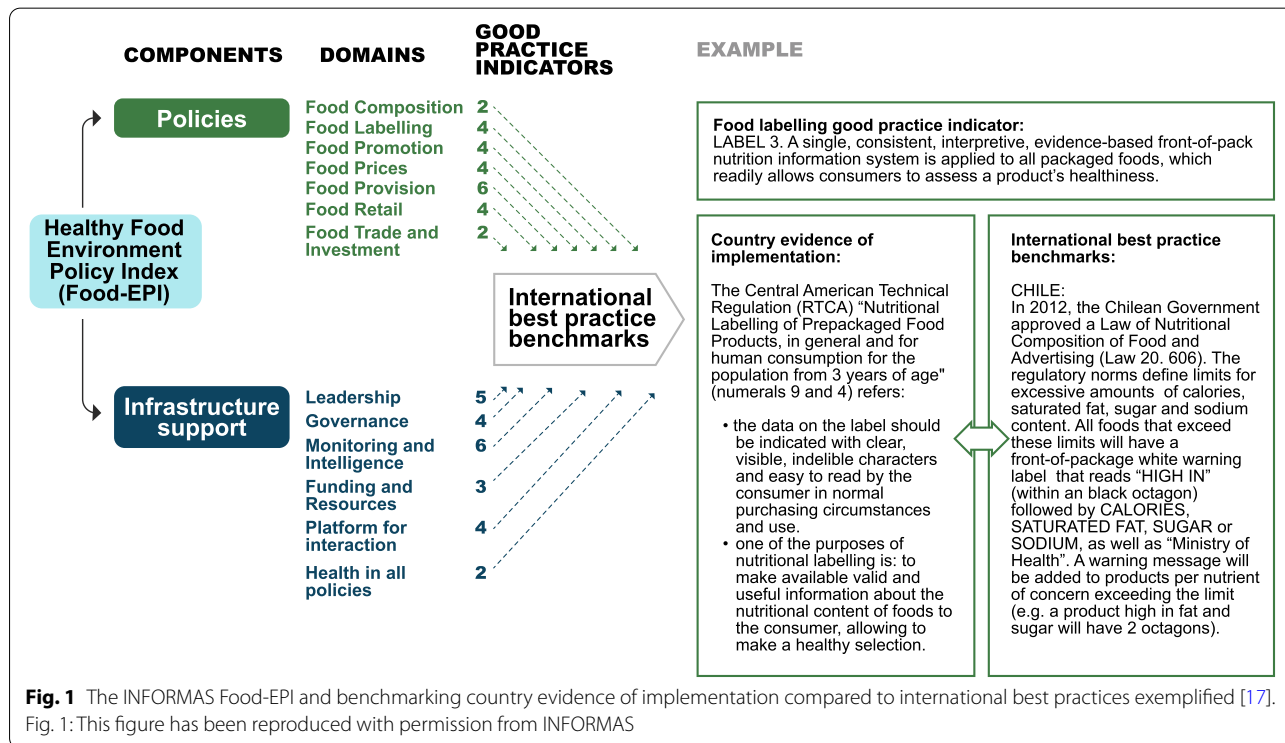 COMPONENTS
DOMAINS
GOOD
PRACTICE
INDICATORS
EXAMPLE
Healthy Food
Environment
Policy Index
(Food-EPI)
Policies
Food Composition 2
Food Labelling 4
Food Promotion 4
Food Prices 4
Food Provision 6
Food Retail 4
Food Trade and 2
Investment
International
best practice
benchmarks
Infrastructure
support
Leadership 5
Governance 4
Monitoring and 6
Intelligence
Funding and 3
Resources
Platform for 4
interaction
Health in all 2
policies
Food labelling good practice indicator:
LABEL 3. A single, consistent, interpretive, evidence-based front-of-pack
nutrition information system is applied to all packaged foods, which
readily allows consumers to assess a product's healthiness.
Country evidence of
implementation:
The Central American Technical
Regulation (RTCA) “Nutritional
Labelling of Prepackaged Food
Products, in general and for
human consumption for the
population from 3 years of age"
(numerals 9 and 4) refers:
• the data on the label should
be indicated with clear,
visible, indelible characters
and easy to read by the
consumer in normal
purchasing circumstances
and use.
• one of the purposes of
nutritional labelling is: to
make available valid and
useful information about the
nutritional content of foods to
the consumer, allowing to
make a healthy selection.
International best practice
benchmarks:
CHILE:
In 2012, the Chilean Government
approved a Law of Nutritional
Composition of Food and
Advertising (Law 20. 606). The
regulatory norms define limits for
excessive amounts of calories,
saturated fat, sugar and sodium
content. All foods that exceed
these limits will have a
front-of-package white warning
label that reads “HIGH IN”
(within an black octagon)
followed by CALORIES,
SATURATED FAT, SUGAR or
SODIUM, as well as “Ministry of
Health”. A warning message will
be added to products per nutrient
of concern exceeding the limit
(e.g. a product high in fat and
sugar will have 2 octagons).
Fig. 1 The INFORMAS Food-EPI and benchmarking country evidence of implementation compared to international best practices exemplified [17].
Fig. 1: This figure has been reproduced with permission from INFORMAS